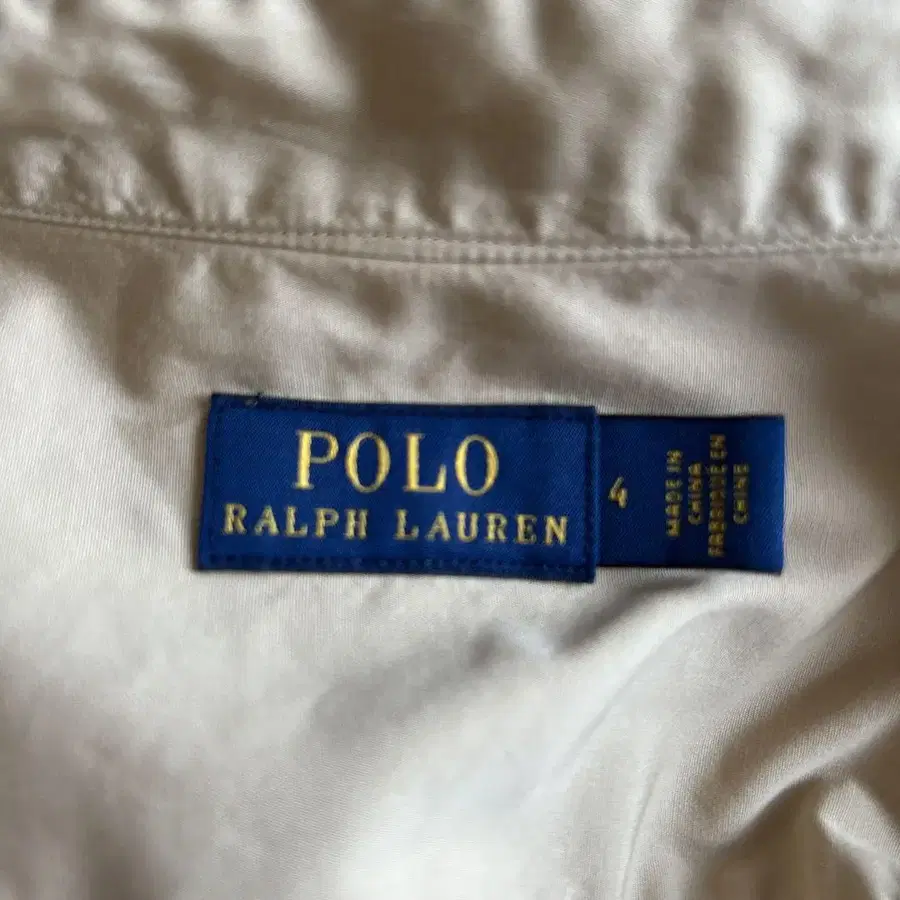 POLO
RALPH LAUREN
4
MADE IN
CHINA
FABRIQUÉ EN
CHINE